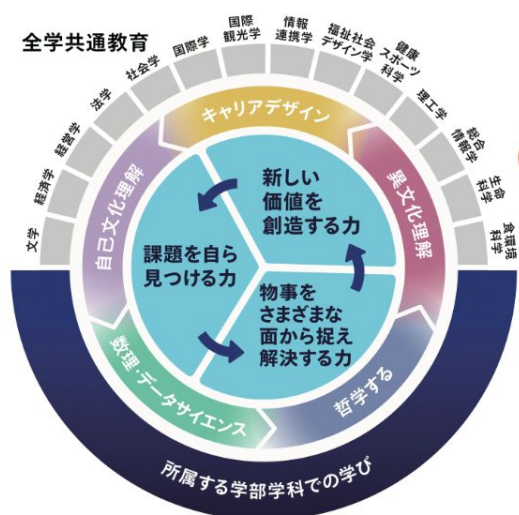 全学共通教育
文学
経済学
経営学
法学
社会学
国際学
国際
観光学
情報
連携学
福祉社会
デザイン学
健康
スポーツ
科学
理工学
総合
情報学
生命
科学
食環境
科学
キャリアデザイン
異文化理解
哲学する
数理・データサイエンス
自己文化理解
新しい
価値を
創造する力
課題を自ら
見つける力
物事を
さまざまな
面から捉え
解決する力
所属する学部学科での学び